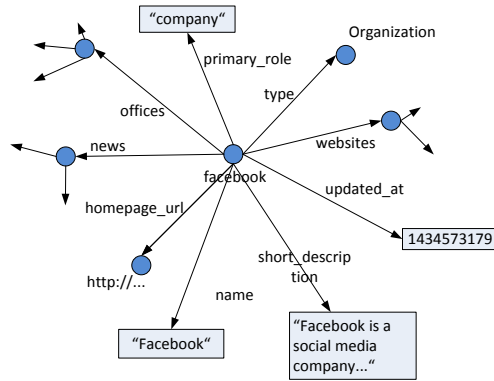 "company"
Organization
primary_role
type
offices
websites
news
facebook
updated_at
homepage_url
1434573179
short_descrip
tion
http://...
name
"Facebook is a
social media
company..."
"Facebook"